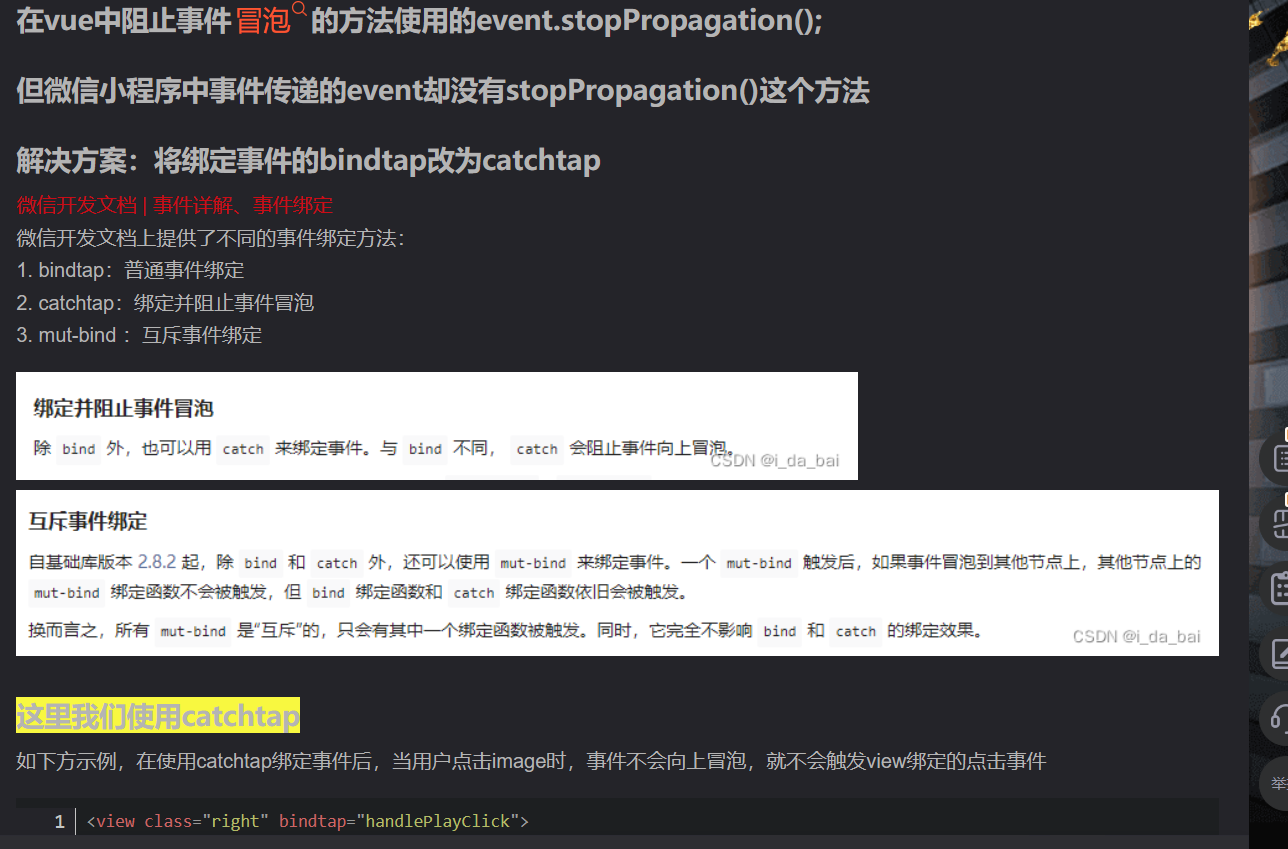 在vue中阻止事件冒泡的方法使用的event.stopPropagation();
但微信小程序中事件传递的event却没有stopPropagation()这个方法
解决方案：将绑定事件的bindtap改为catchtap
微信开发文档 | 事件详解、事件绑定
微信开发文档上提供了不同的事件绑定方法：
1. bindtap：普通事件绑定
2. catchtap：绑定并阻止事件冒泡
3. mut-bind ：互斥事件绑定
绑定并阻止事件冒泡
除 bind 外，也可以用 catch 来绑定事件。与 bind 不同， catch 会阻止事件向上冒泡。
CSDN @i_da_bai
互斥事件绑定
自基础库版本 2.8.2 起，除 bind 和 catch 外，还可以使用 mut-bind 来绑定事件。一个 mut-bind 触发后，如果事件冒泡到其他节点上，其他节点上的
mut-bind 绑定函数不会被触发，但 bind 绑定函数和 catch 绑定函数依旧会被触发。
换而言之，所有 mut-bind 是“互斥”的，只会有其中一个绑定函数被触发。同时，它完全不影响 bind 和 catch 的绑定效果。
CSDN @i_da_bai
这里我们使用catchtap
如下方示例，在使用catchtap绑定事件后，当用户点击image时，事件不会向上冒泡，就不会触发view绑定的点击事件
举
1 <view class="right" bindtap="handlePlayClick">